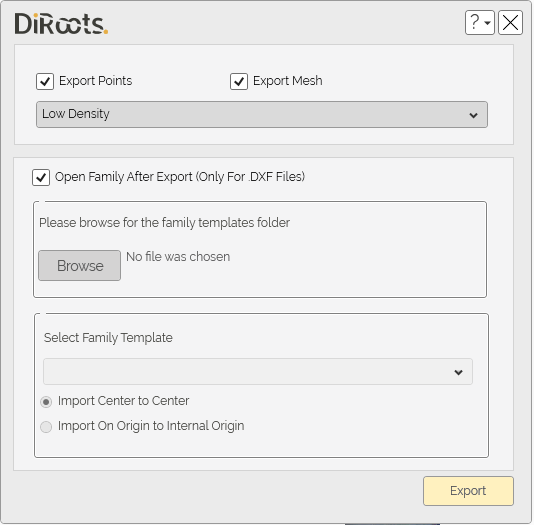 DiRoots.
?
Export Points
Export Mesh
Low Density
Open Family After Export (Only For .DXF Files)
Please browse for the family templates folder
Browse
No file was chosen
Select Family Template
Import Center to Center
Import On Origin to Internal Origin
Export